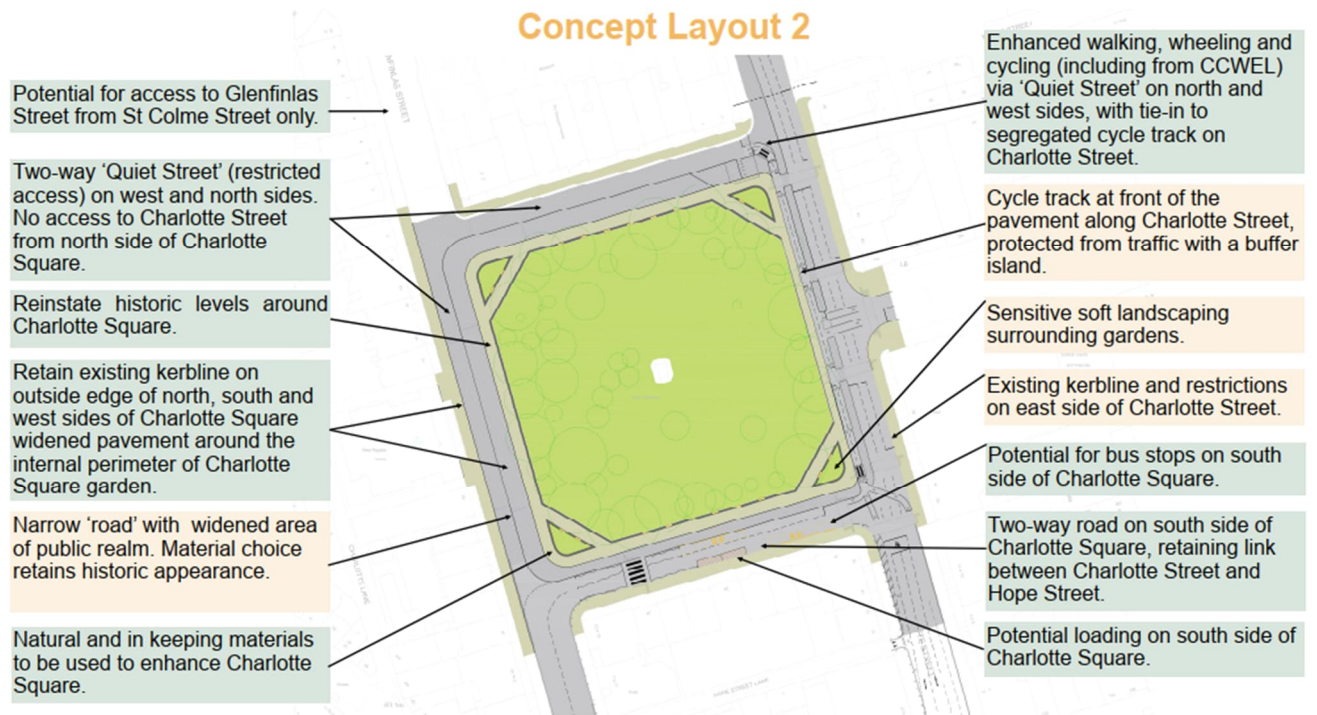 Concept Layout 2
Potential for access to Glenfinlas
Street from St Colme Street only.
Two-way ‘Quiet Street’ (restricted
access) on west and north sides.
No access to Charlotte Street
from north side of Charlotte
Square.
Reinstate historic levels around
Charlotte Square.
Retain existing kerbline on
outside edge of north, south and
west sides of Charlotte Square
widened pavement around the
internal perimeter of Charlotte
Square garden.
Narrow ‘road’ with widened area
of public realm. Material choice
retains historic appearance.
Natural and in keeping materials
to be used to enhance Charlotte
Square.
NFINLAS STREET
Enhanced walking, wheeling and
cycling (including from CCWEL)
via ‘Quiet Street’ on north and
west sides, with tie-in to
segregated cycle track on
Charlotte Street.
Cycle track at front of the
pavement along Charlotte Street,
protected from traffic with a buffer
island.
Sensitive soft landscaping
surrounding gardens.
Existing kerbline and restrictions
on east side of Charlotte Street.
Potential for bus stops on south
side of Charlotte Square.
Two-way road on south side of
Charlotte Square, retaining link
between Charlotte Street and
Hope Street.
Potential loading on south side of
Charlotte Square.